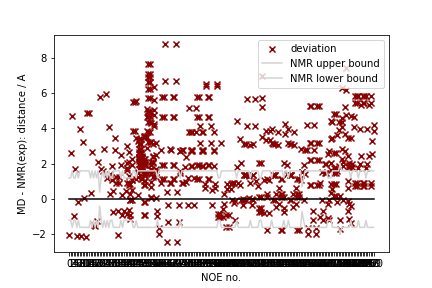 deviation
NMR upper bound
NMR lower bound
MD - NMR(exp): distance / A
8
6
4
2
0
−2
NOE no.